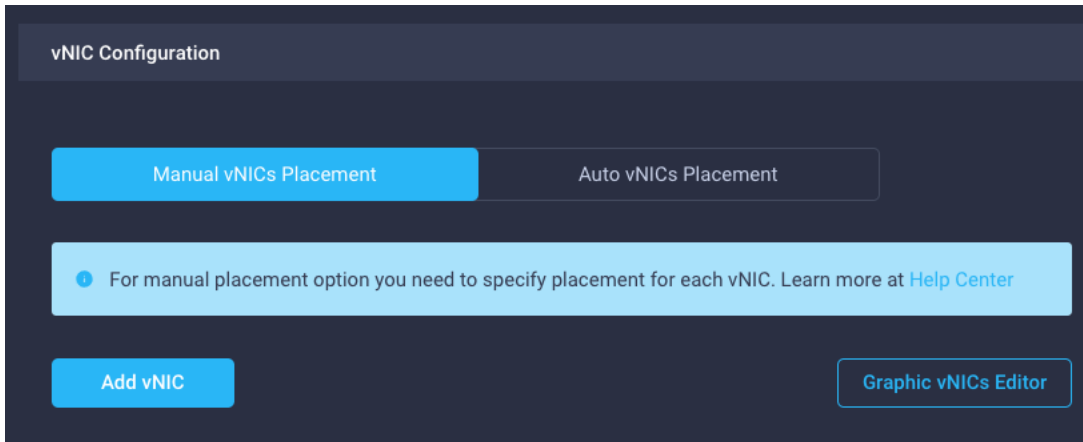 vNIC Configuration
Manual vNICs Placement
Auto vNICs Placement
For manual placement option you need to specify placement for each vNIC. Learn more at Help Center
Add vNIC
Graphic vNICs Editor